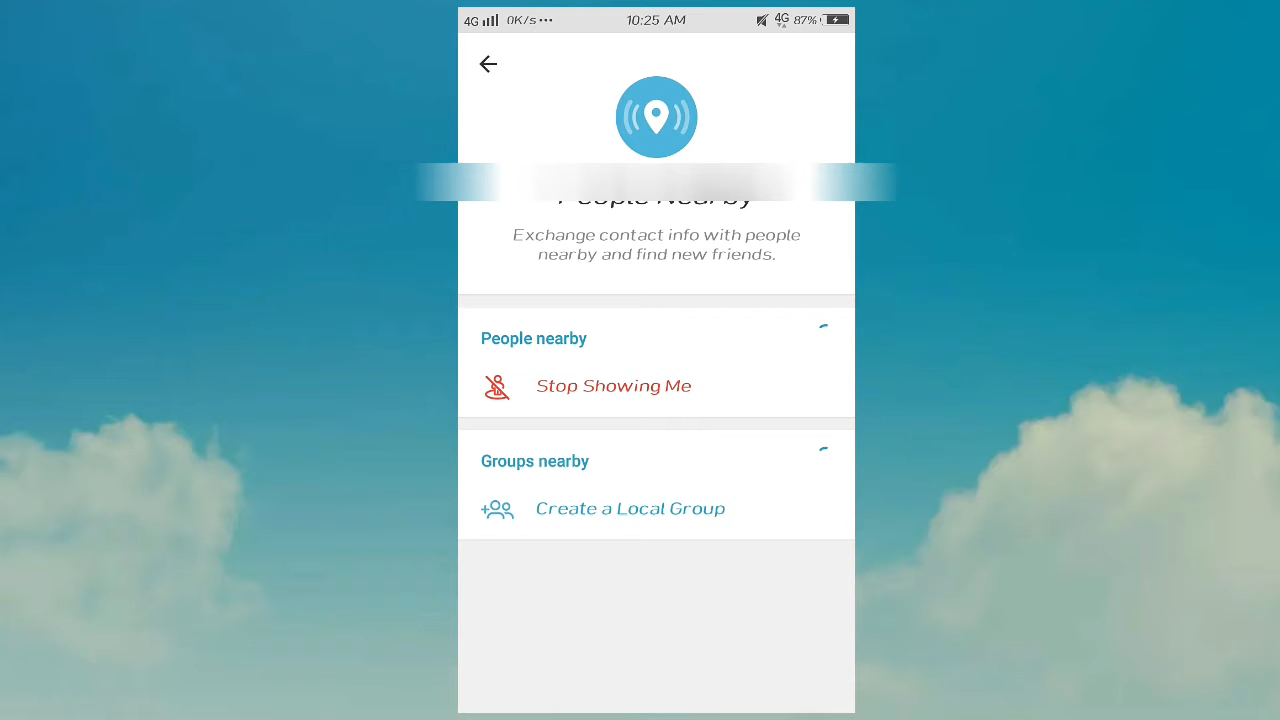 4G 0K/s... 10:25 AM 4G 87%
People Nearby
Exchange contact info with people
nearby and find new friends.
People nearby
Stop Showing Me
Groups nearby
Create a Local Group